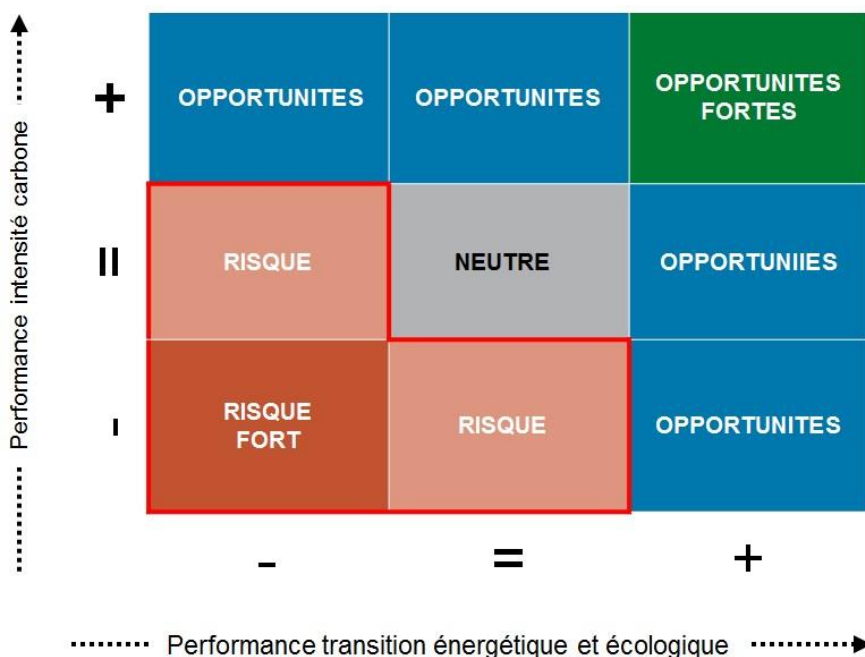 Performance intensité carbone
+
OPPORTUNITES
OPPORTUNITES
OPPORTUNITES
FORTES
=
RISQUE
NEUTRE
OPPORTUNIIES
-
RISQUE
FORT
RISQUE
OPPORTUNITES
-
=
+
Performance transition énergétique et écologique